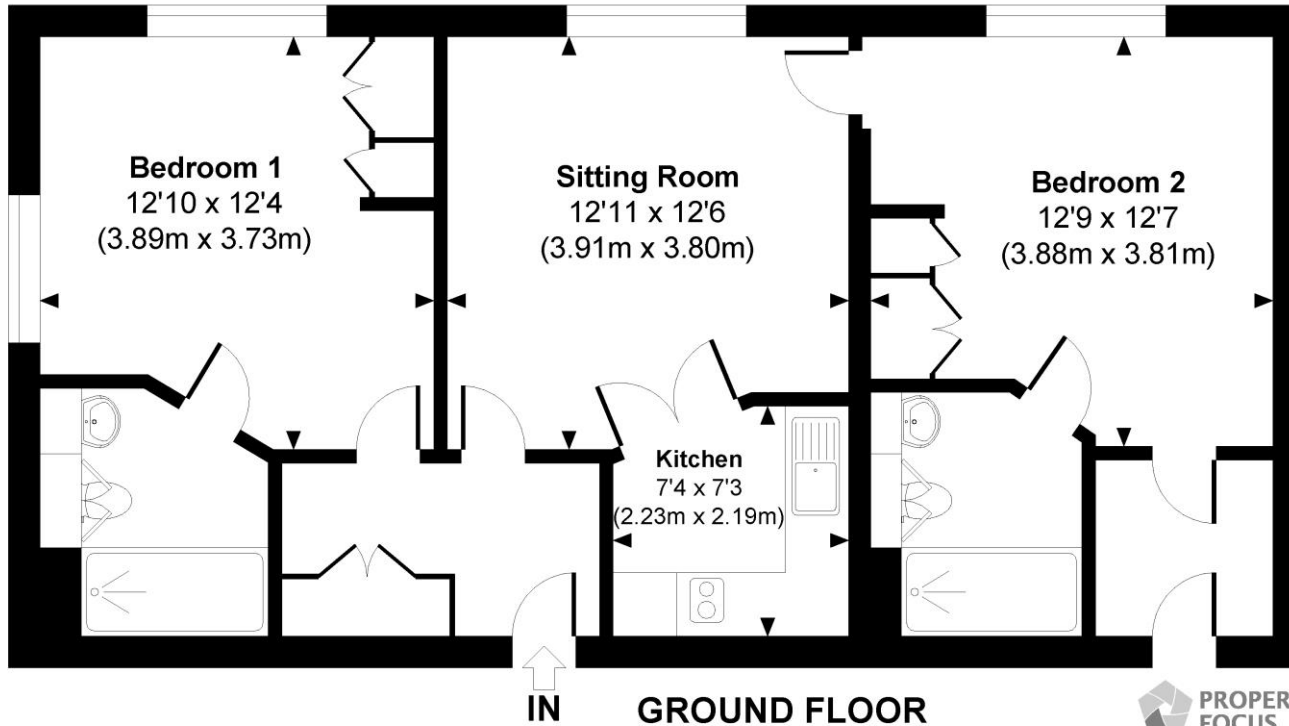 Bedroom 1
12'10 x 12'4
(3.89m x 3.73m)
Sitting Room
12'11 x 12'6
(3.91m x 3.80m)
Bedroom 2
12'9 x 12'7
(3.88m x 3.81m)
Kitchen
7'4 x 7'3
(2.23m x 2.19m)
IN
GROUND FLOOR
PROPER
FOCUS